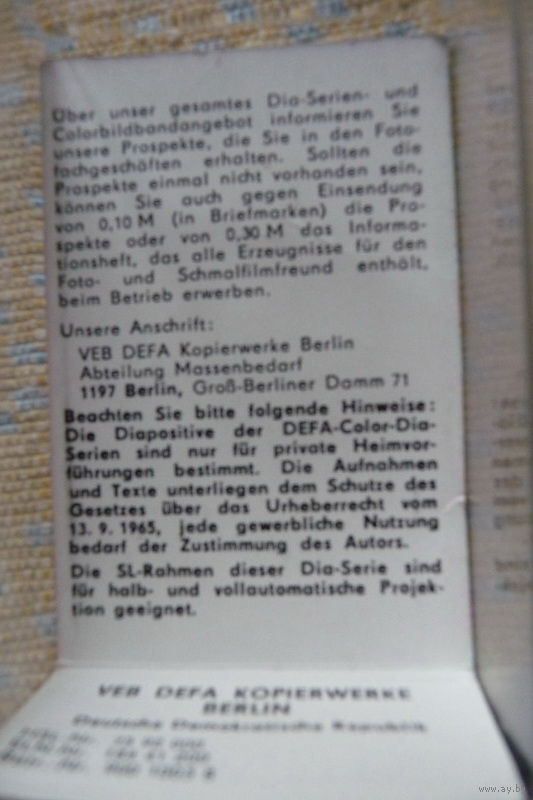 Über unser gesamtes Dia-Serien- und
Colorbildbandangebot informieren Sie
unsere Prospekte, die Sie in den Foto-
fachgeschäften erhalten. Sollten die
Prospekte einmal nicht vorhanden sein,
können Sie auch gegen Einsendung
von 0,10 M (in Briefmarken) die Pro-
spekte oder von 0,30 M das Informa-
tionsheft, das alle Erzeugnisse für den
Foto- und Schmalfilmfreund enthält,
beim Betrieb erwerben.
Unsere Anschrift:
VEB DEFA Kopierwerke Berlin
Abteilung Massenbedarf
1197 Berlin, Groß-Berliner Damm 71
Beachten Sie bitte folgende Hinweise:
Die Diapositive der DEFA-Color-Dia-
Serien sind nur für private Heimvor-
führungen bestimmt. Die Aufnahmen
und Texte unterliegen dem Schutze des
Gesetzes über das Urheberrecht vom
13. 9. 1965, jede gewerbliche Nutzung
bedarf der Zustimmung des Autors.
Die SL-Rahmen dieser Dia-Serie sind
für halb- und vollautomatische Projek-
tion geeignet.
VEB DEFA KOPIERWERKE
BERLIN
Deutsche Demokratische Republik
www.ay.b